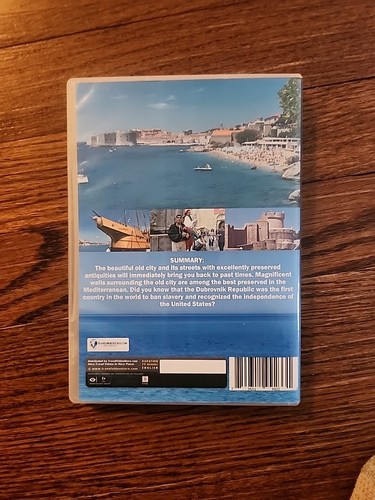 SUMMARY:
The beautiful old city and its streets with excellently preserved
antiquities will immediately bring you back to past times. Magnificent
walls surrounding the old city are among the best preserved in the
Mediterranean. Did you know that the Dubrovnik Republic was the first
country in the world to ban slavery and recognized the independence of
the United States?